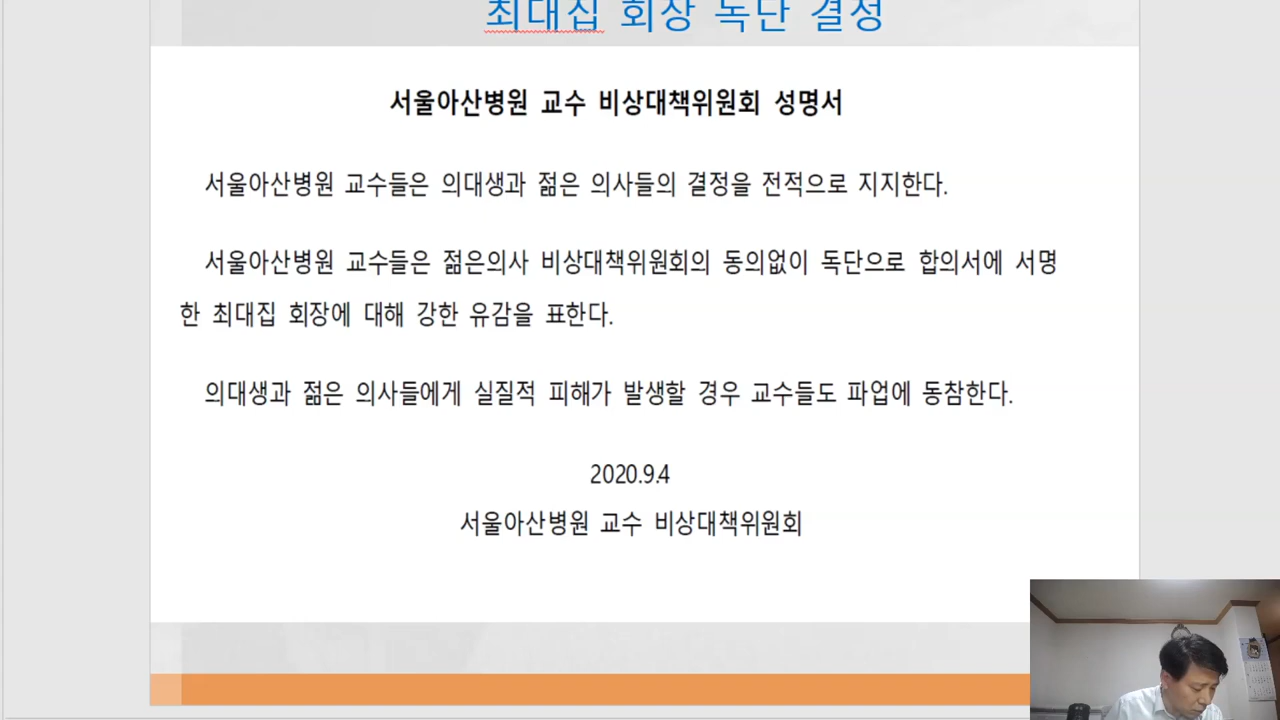 최대집 회장 독단 결정
서울아산병원 교수 비상대책위원회 성명서
서울아산병원 교수들은 의대생과 젊은 의사들의 결정을 전적으로 지지한다.
서울아산병원 교수들은 젊은의사 비상대책위원회의 동의없이 독단으로 합의서에 서명
한 최대집 회장에 대해 강한 유감을 표한다.
의대생과 젊은 의사들에게 실질적 피해가 발생할 경우 교수들도 파업에 동참한다.
2020.9.4
서울아산병원 교수 비상대책위원회